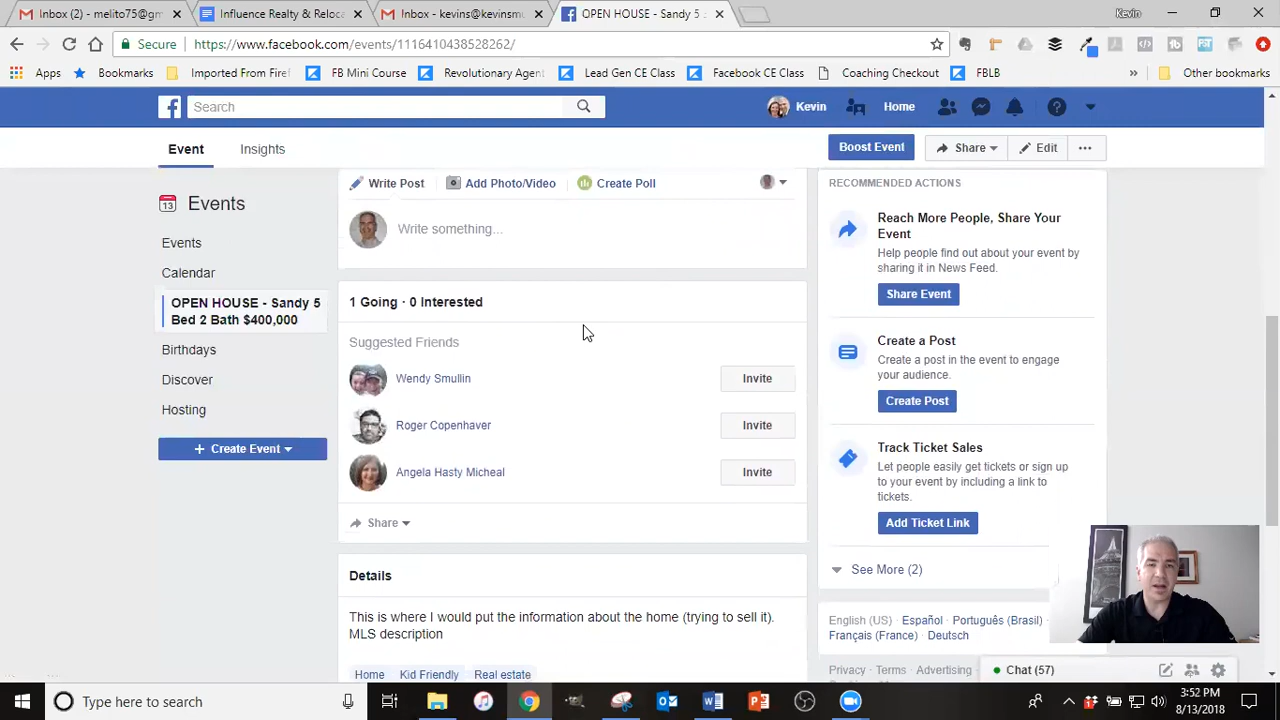 Inbox (2) - melito75@gm
Influence Realty & Reloca
Inbox - kevins@kevinsmu
OPEN HOUSE - Sandy 5
Kevin
Secure
https://www.facebook.com/events/1116410438528262/
Apps
Bookmarks
Imported From Firef
FB Mini Course
Revolutionary Agent
Lead Gen CE Class
Facebook CE Class
Coaching Checkout
FBLB
»
Other bookmarks
Search
Kevin
Home
Event
Insights
Boost Event
Share
Edit
13
Events
Events
Calendar
OPEN HOUSE - Sandy 5
Bed 2 Bath $400,000
Birthdays
Discover
Hosting
+ Create Event
Write Post
Add Photo/Video
Create Poll
Write something...
1 Going · 0 Interested
Suggested Friends
Wendy Smullin
Invite
Roger Copenhaver
Invite
Angela Hasty Micheal
Invite
Share
Details
This is where I would put the information about the home (trying to sell it).
MLS description
Home
Kid Friendly
Real estate
RECOMMENDED ACTIONS
Reach More People, Share Your
Event
Help people find out about your event by
sharing it in News Feed.
Share Event
Create a Post
Create a post in the event to engage
your audience.
Create Post
Track Ticket Sales
Let people easily get tickets or sign up
to your event by including a link to
tickets.
Add Ticket Link
See More (2)
English (US) · Español · Português (Brasil) ·
Français (France) · Deutsch
Privacy · Terms · Advertising
Chat (57)
Type here to search
3:52 PM
8/13/2018